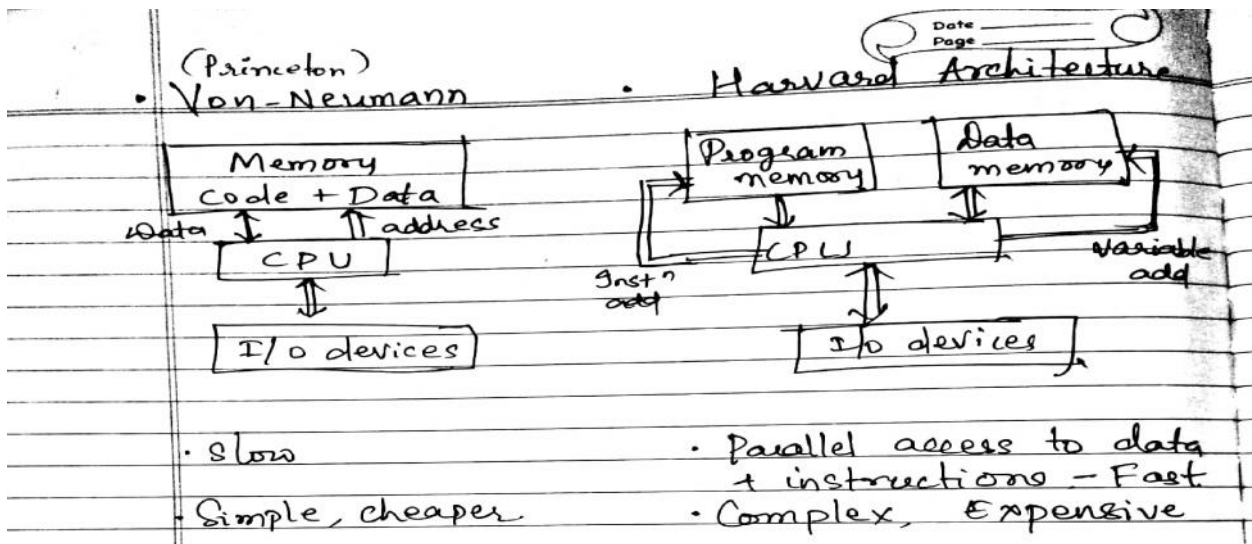 Date
Page
(Princeton)
• Von-Neumann
• Harvard Architecture
Memory
Code + Data
Data
address
CPU
I/O devices
Program
memory
Data
memory
CPU
Instn
add
variable
add
I/O devices
• Slow
• Simple, cheaper
• Parallel access to data
+ instructions - Fast
• Complex, Expensive